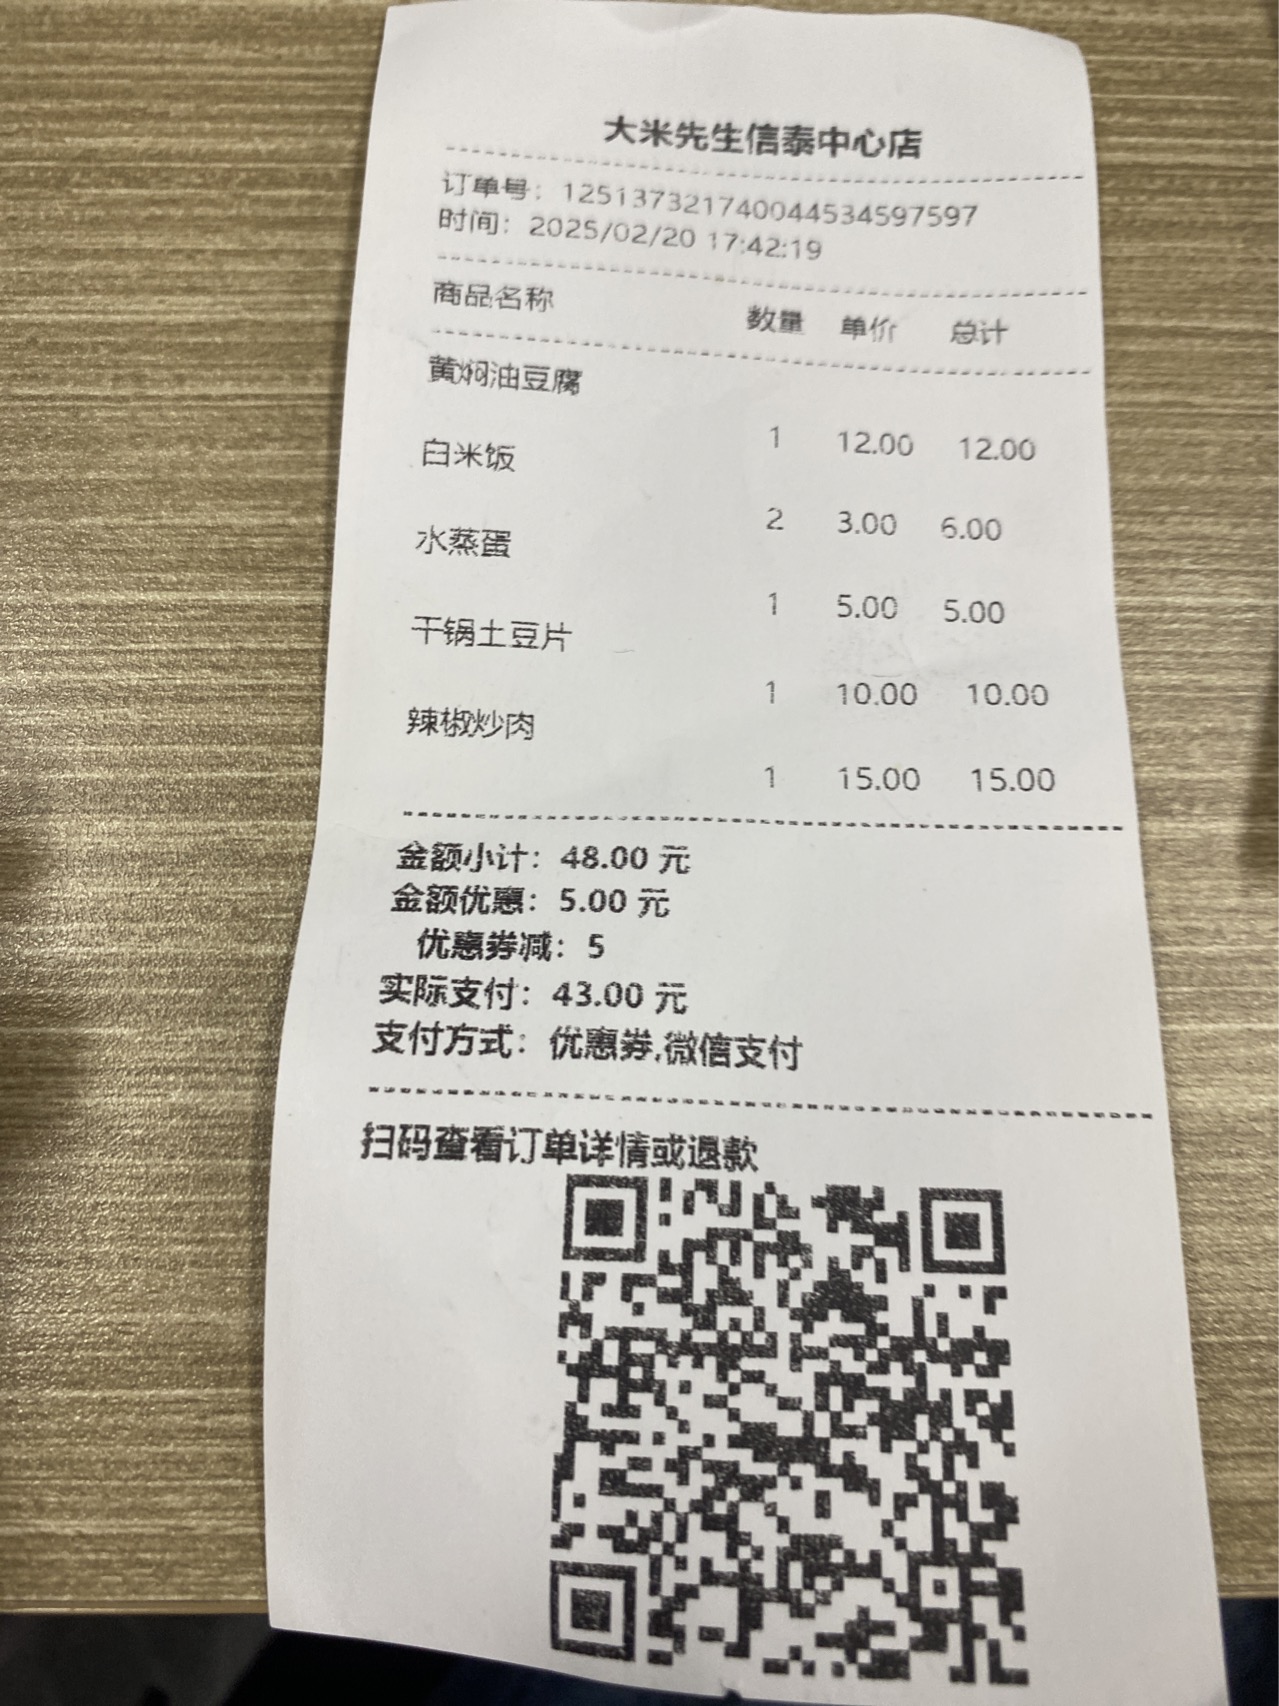 大米先生信泰中心店
订单号：12513732174004453459​7597
时间：2025/02/20 17:42:19
商品名称 数量 单价 总计
黄焖油豆腐
1 12.00 12.00
白米饭
2 3.00 6.00
水蒸蛋
1 5.00 5.00
干锅土豆片
1 10.00 10.00
辣椒炒肉
1 15.00 15.00
金额小计：48.00 元
金额优惠：5.00 元
优惠券减：5
实际支付：43.00 元
支付方式：优惠券,微信支付
扫码查看订单详情或退款